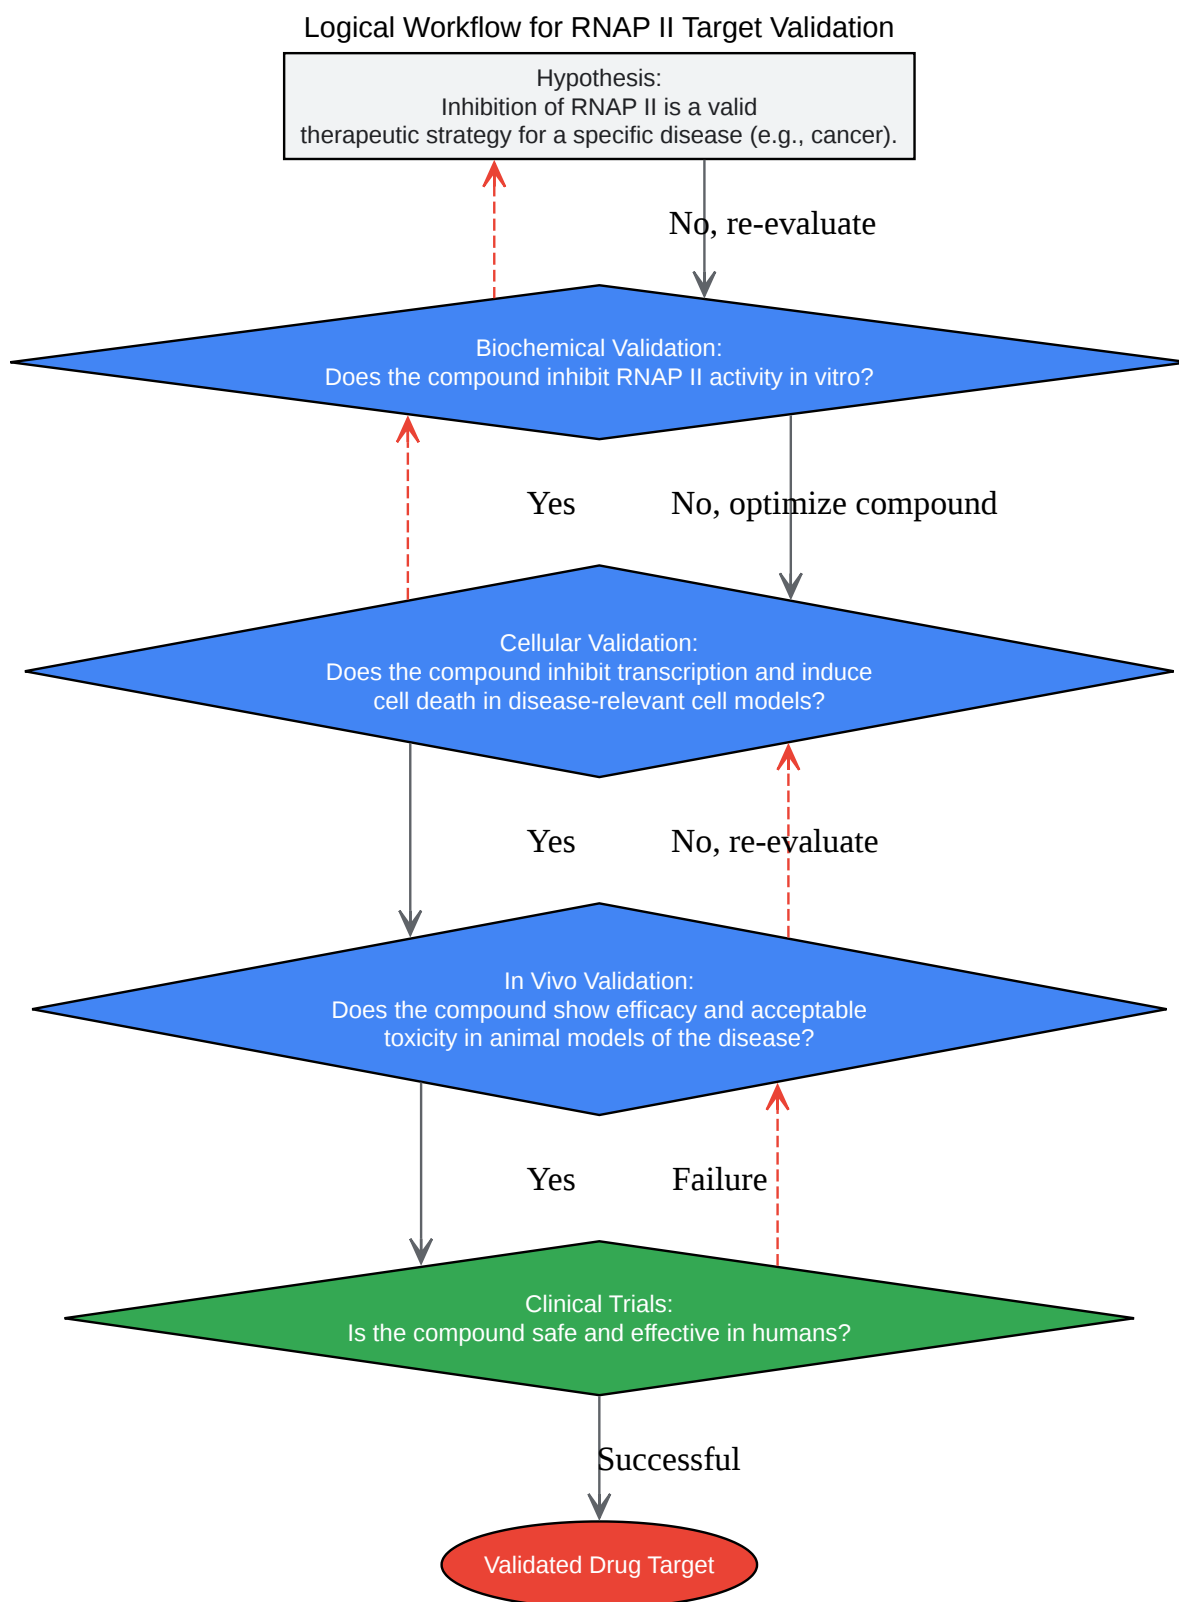 Logical Workflow for RNAP II Target Validation
Hypothesis:
Inhibition of RNAP II is a valid
therapeutic strategy for a specific disease (e.g., cancer).
No, re-evaluate
Biochemical Validation:
Does the compound inhibit RNAP II activity in vitro?
Yes
No, optimize compound
Cellular Validation:
Does the compound inhibit transcription and induce
cell death in disease-relevant cell models?
Yes
No, re-evaluate
In Vivo Validation:
Does the compound show efficacy and acceptable
toxicity in animal models of the disease?
Yes
Failure
Clinical Trials:
Is the compound safe and effective in humans?
Successful
Validated Drug Target